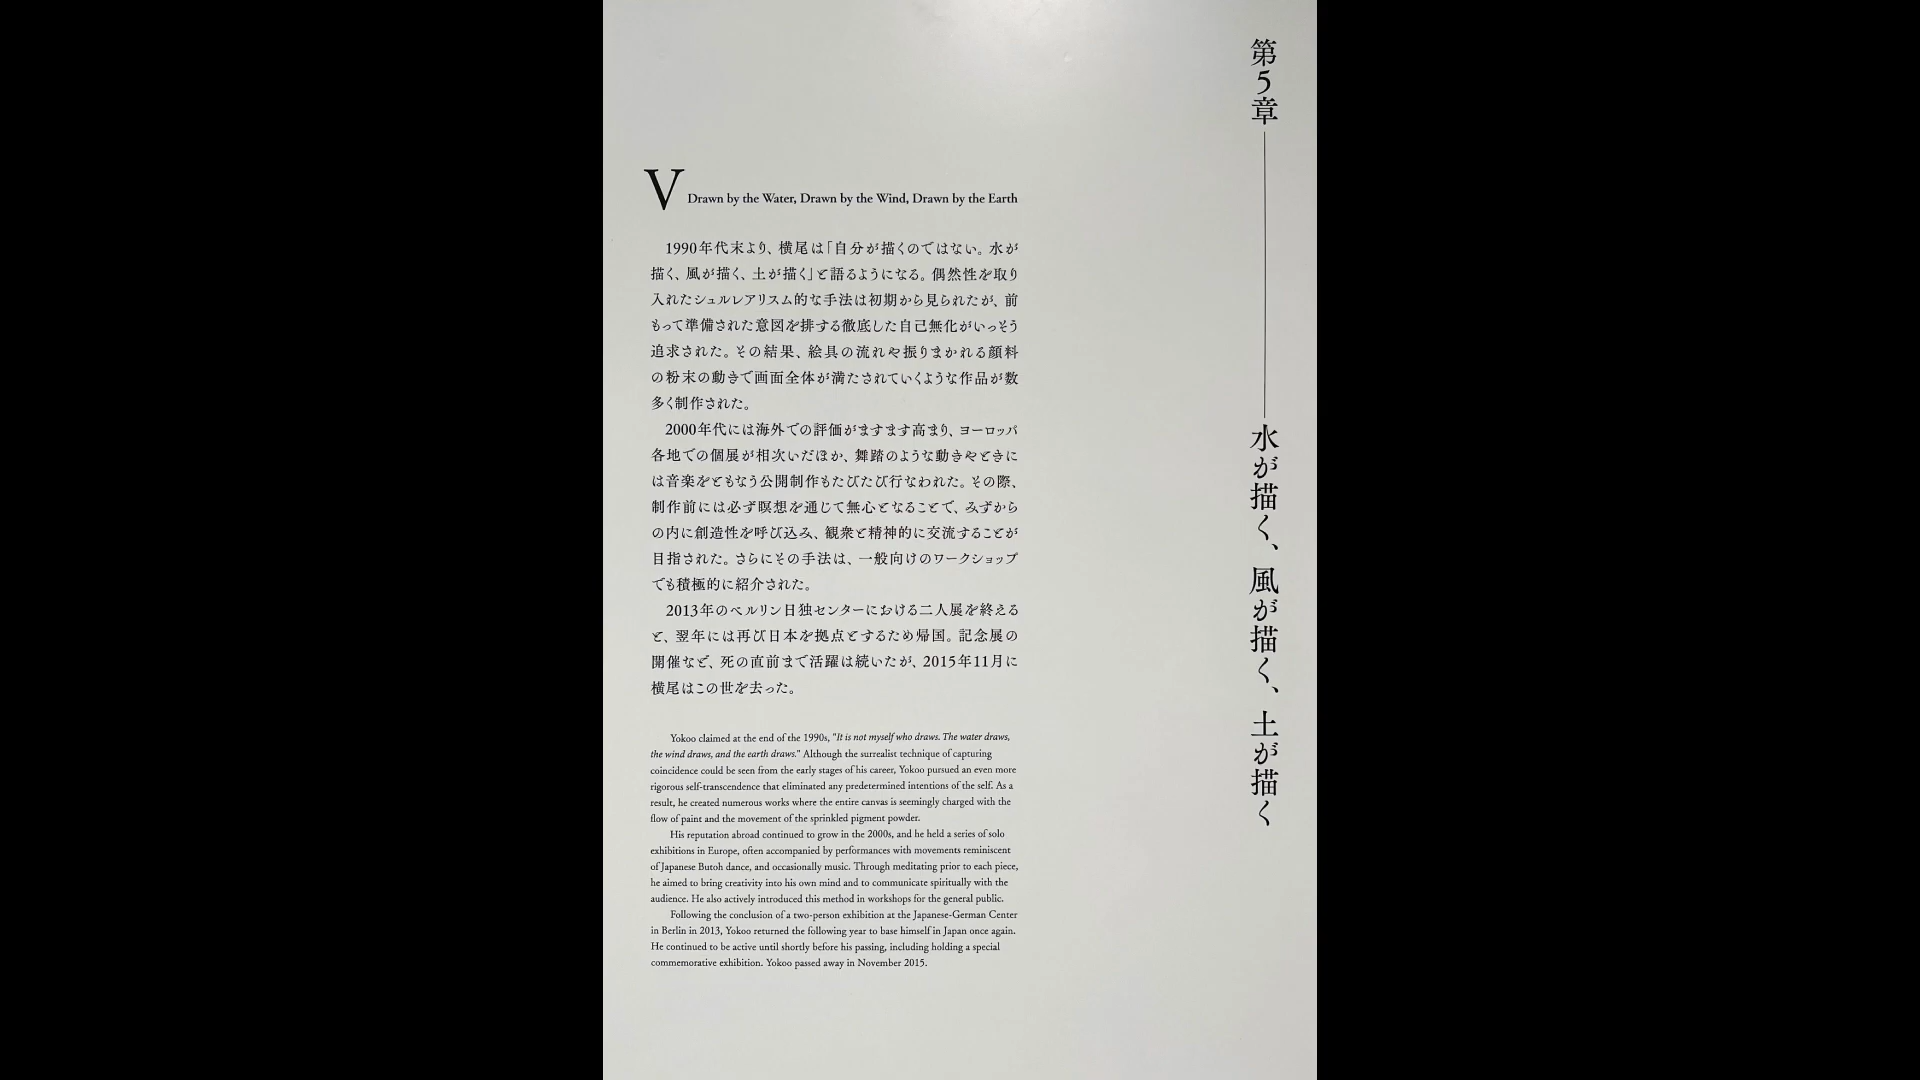 第5章――水が描く、風が描く、土が描く
V Drawn by the Water, Drawn by the Wind, Drawn by the Earth
1990年代末より、横尾は「自分が描くのではない。水が
描く、風が描く、土が描く」と語るようになる。偶然性を取り
入れたシュルレアリスム的な手法は初期から見られたが、前
もって準備された意図を排する徹底した自己無化がいっそう
追求された。その結果、絵具の流れや振りまかれる顔料
の粉末の動きで画面全体が満たされていくような作品が数
多く制作された。
2000年代には海外での評価がますます高まり、ヨーロッパ
各地での個展が相次いだほか、舞踏のような動きやときに
は音楽をともなう公開制作もたびたび行なわれた。その際、
制作前には必ず瞑想を通じて無心となることで、みずから
の内に創造性を呼び込み、観衆と精神的に交流することが
目指された。さらにその手法は、一般向けのワークショップ
でも積極的に紹介された。
2013年のベルリン日独センターにおける二人展を終える
と、翌年には再び日本を拠点とするため帰国。記念展の
開催など、死の直前まで活躍は続いたが、2015年11月に
横尾はこの世を去った。
Yokoo claimed at the end of the 1990s, "It is not myself who draws. The water draws,
the wind draws, and the earth draws." Although the surrealist technique of capturing
coincidence could be seen from the early stages of his career, Yokoo pursued an even more
rigorous self-transcendence that eliminated any predetermined intentions of the self. As a
result, he created numerous works where the entire canvas is seemingly charged with the
flow of paint and the movement of the sprinkled pigment powder.
His reputation abroad continued to grow in the 2000s, and he held a series of solo
exhibitions in Europe, often accompanied by performances with movements reminiscent
of Japanese Butoh dance, and occasionally music. Through meditating prior to each piece,
he aimed to bring creativity into his own mind and to communicate spiritually with the
audience. He also actively introduced this method in workshops for the general public.
Following the conclusion of a two-person exhibition at the Japanese-German Center
in Berlin in 2013, Yokoo returned the following year to base himself in Japan once again.
He continued to be active until shortly before his passing, including holding a special
commemorative exhibition. Yokoo passed away in November 2015.